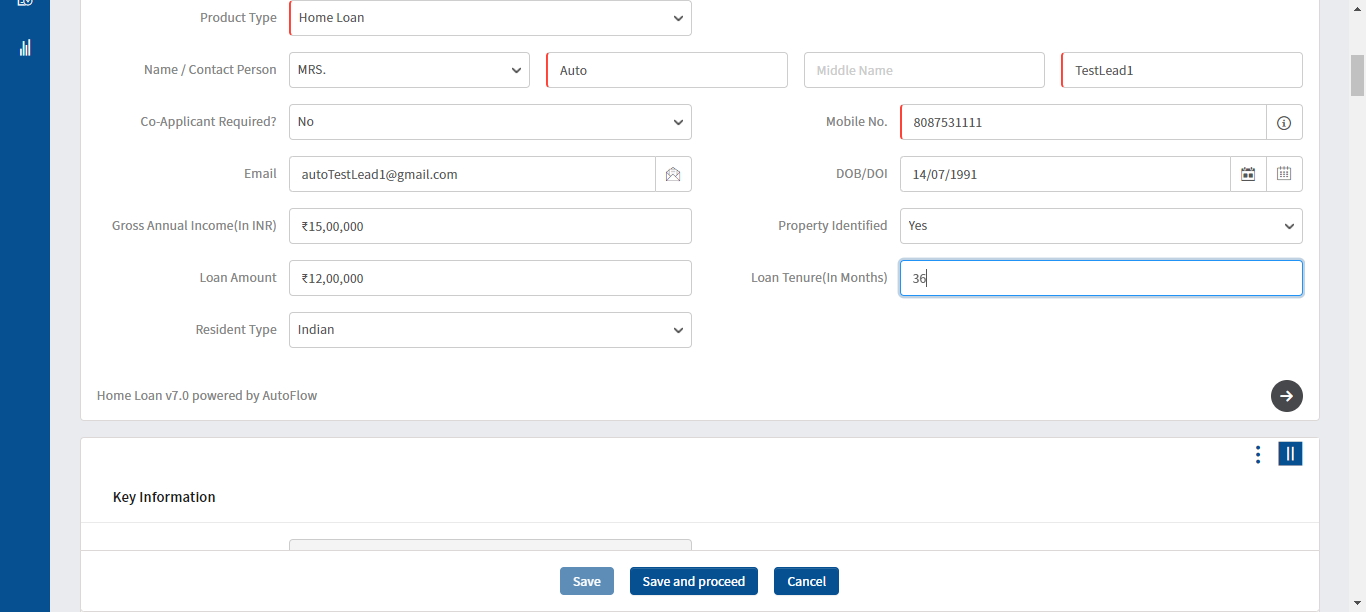 Product Type Home Loan
Name / Contact Person MRS. Auto Middle Name TestLead1
Co-Applicant Required? No Mobile No. 8087531111
Email autoTestLead1@gmail.com DOB/DOI 14/07/1991
Gross Annual Income(In INR) ₹15,00,000 Property Identified Yes
Loan Amount ₹12,00,000 Loan Tenure(In Months) 36
Resident Type Indian
Home Loan v7.0 powered by AutoFlow
Key Information
Save Save and proceed Cancel